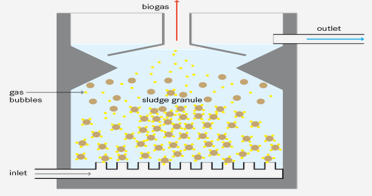 biogas
outlet
gas
bubbles
sludge granule
inlet